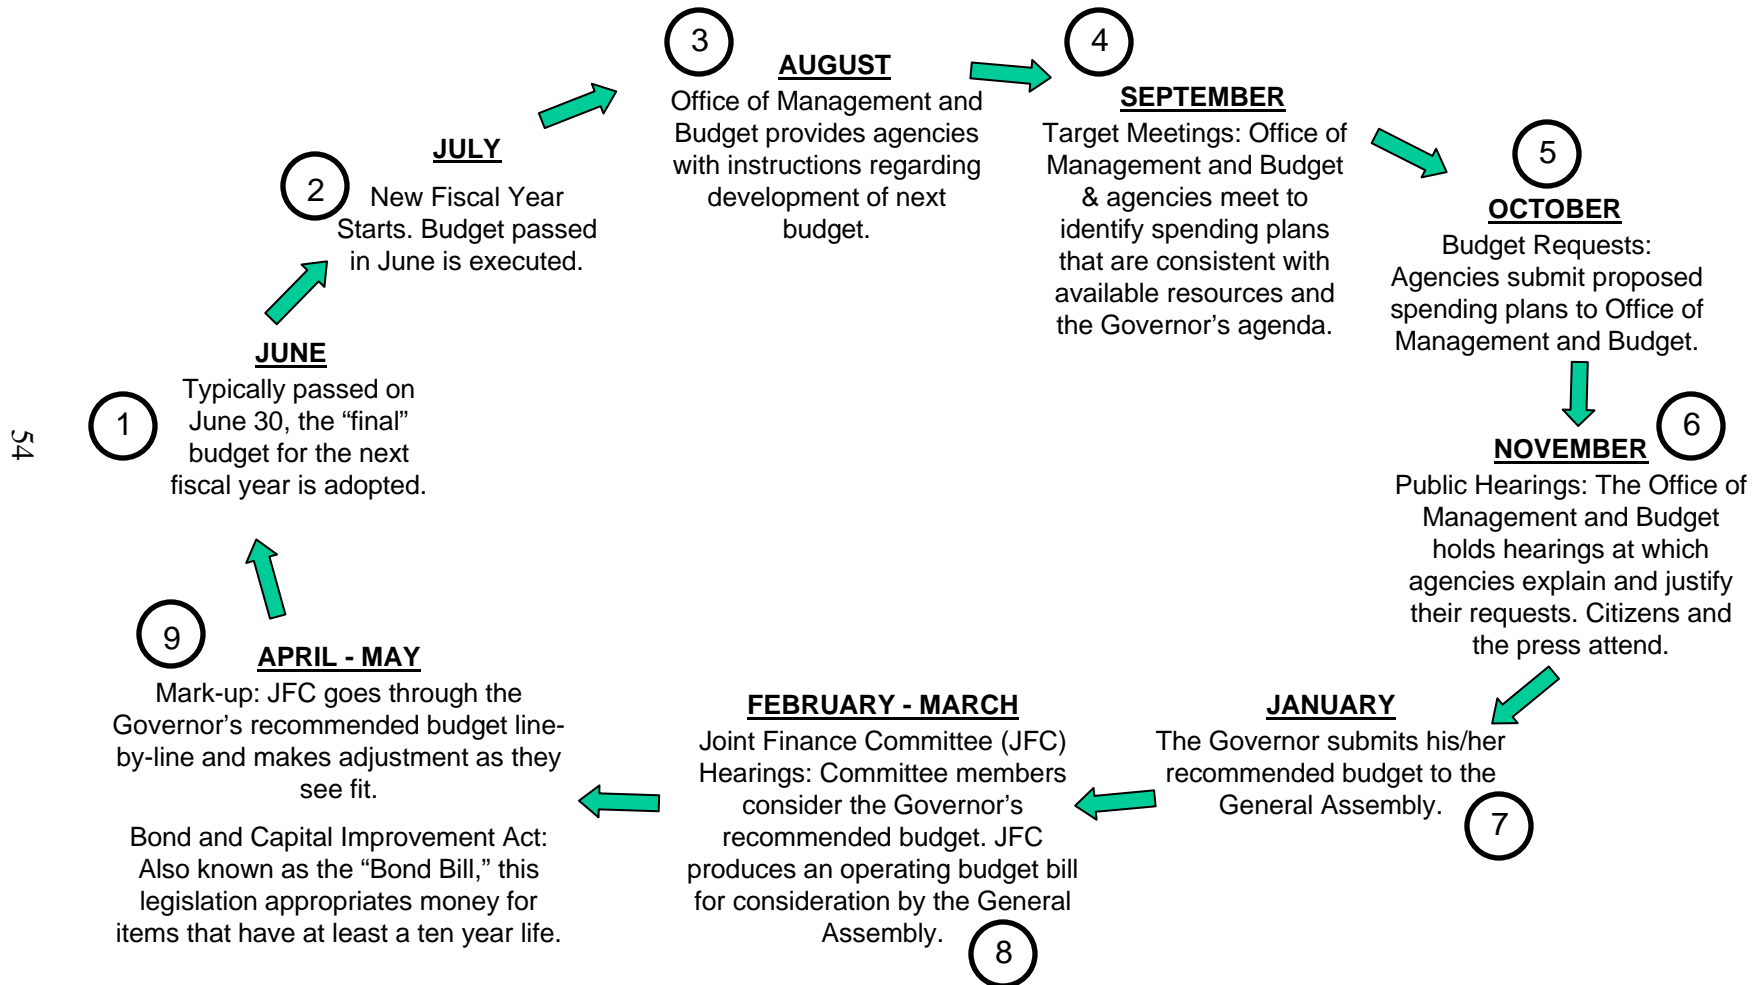 1
JUNE
Typically passed on
June 30, the “final”
budget for the next
fiscal year is adopted.
2
JULY
New Fiscal Year
Starts. Budget passed
in June is executed.
3
AUGUST
Office of Management and
Budget provides agencies
with instructions regarding
development of next
budget.
4
SEPTEMBER
Target Meetings: Office of
Management and Budget
& agencies meet to
identify spending plans
that are consistent with
available resources and
the Governor’s agenda.
5
OCTOBER
Budget Requests:
Agencies submit proposed
spending plans to Office of
Management and Budget.
6
NOVEMBER
Public Hearings: The Office of
Management and Budget
holds hearings at which
agencies explain and justify
their requests. Citizens and
the press attend.
JANUARY
The Governor submits his/her
recommended budget to the
General Assembly.
7
FEBRUARY - MARCH
Joint Finance Committee (JFC)
Hearings: Committee members
consider the Governor’s
recommended budget. JFC
produces an operating budget bill
for consideration by the General
Assembly.
8
9
APRIL - MAY
Mark-up: JFC goes through the
Governor’s recommended budget line-
by-line and makes adjustment as they
see fit.
Bond and Capital Improvement Act:
Also known as the “Bond Bill,” this
legislation appropriates money for
items that have at least a ten year life.
54